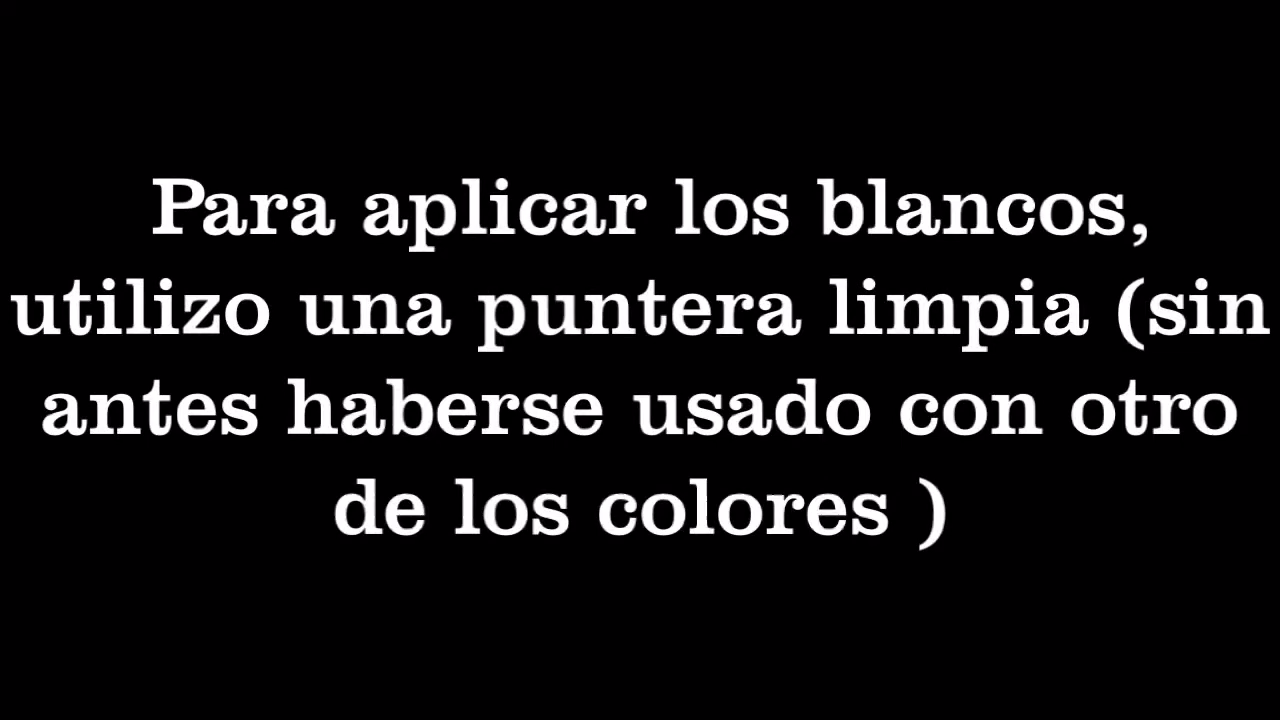 Para aplicar los blancos,
utilizo una puntera limpia (sin
antes haberse usado con otro
de los colores )